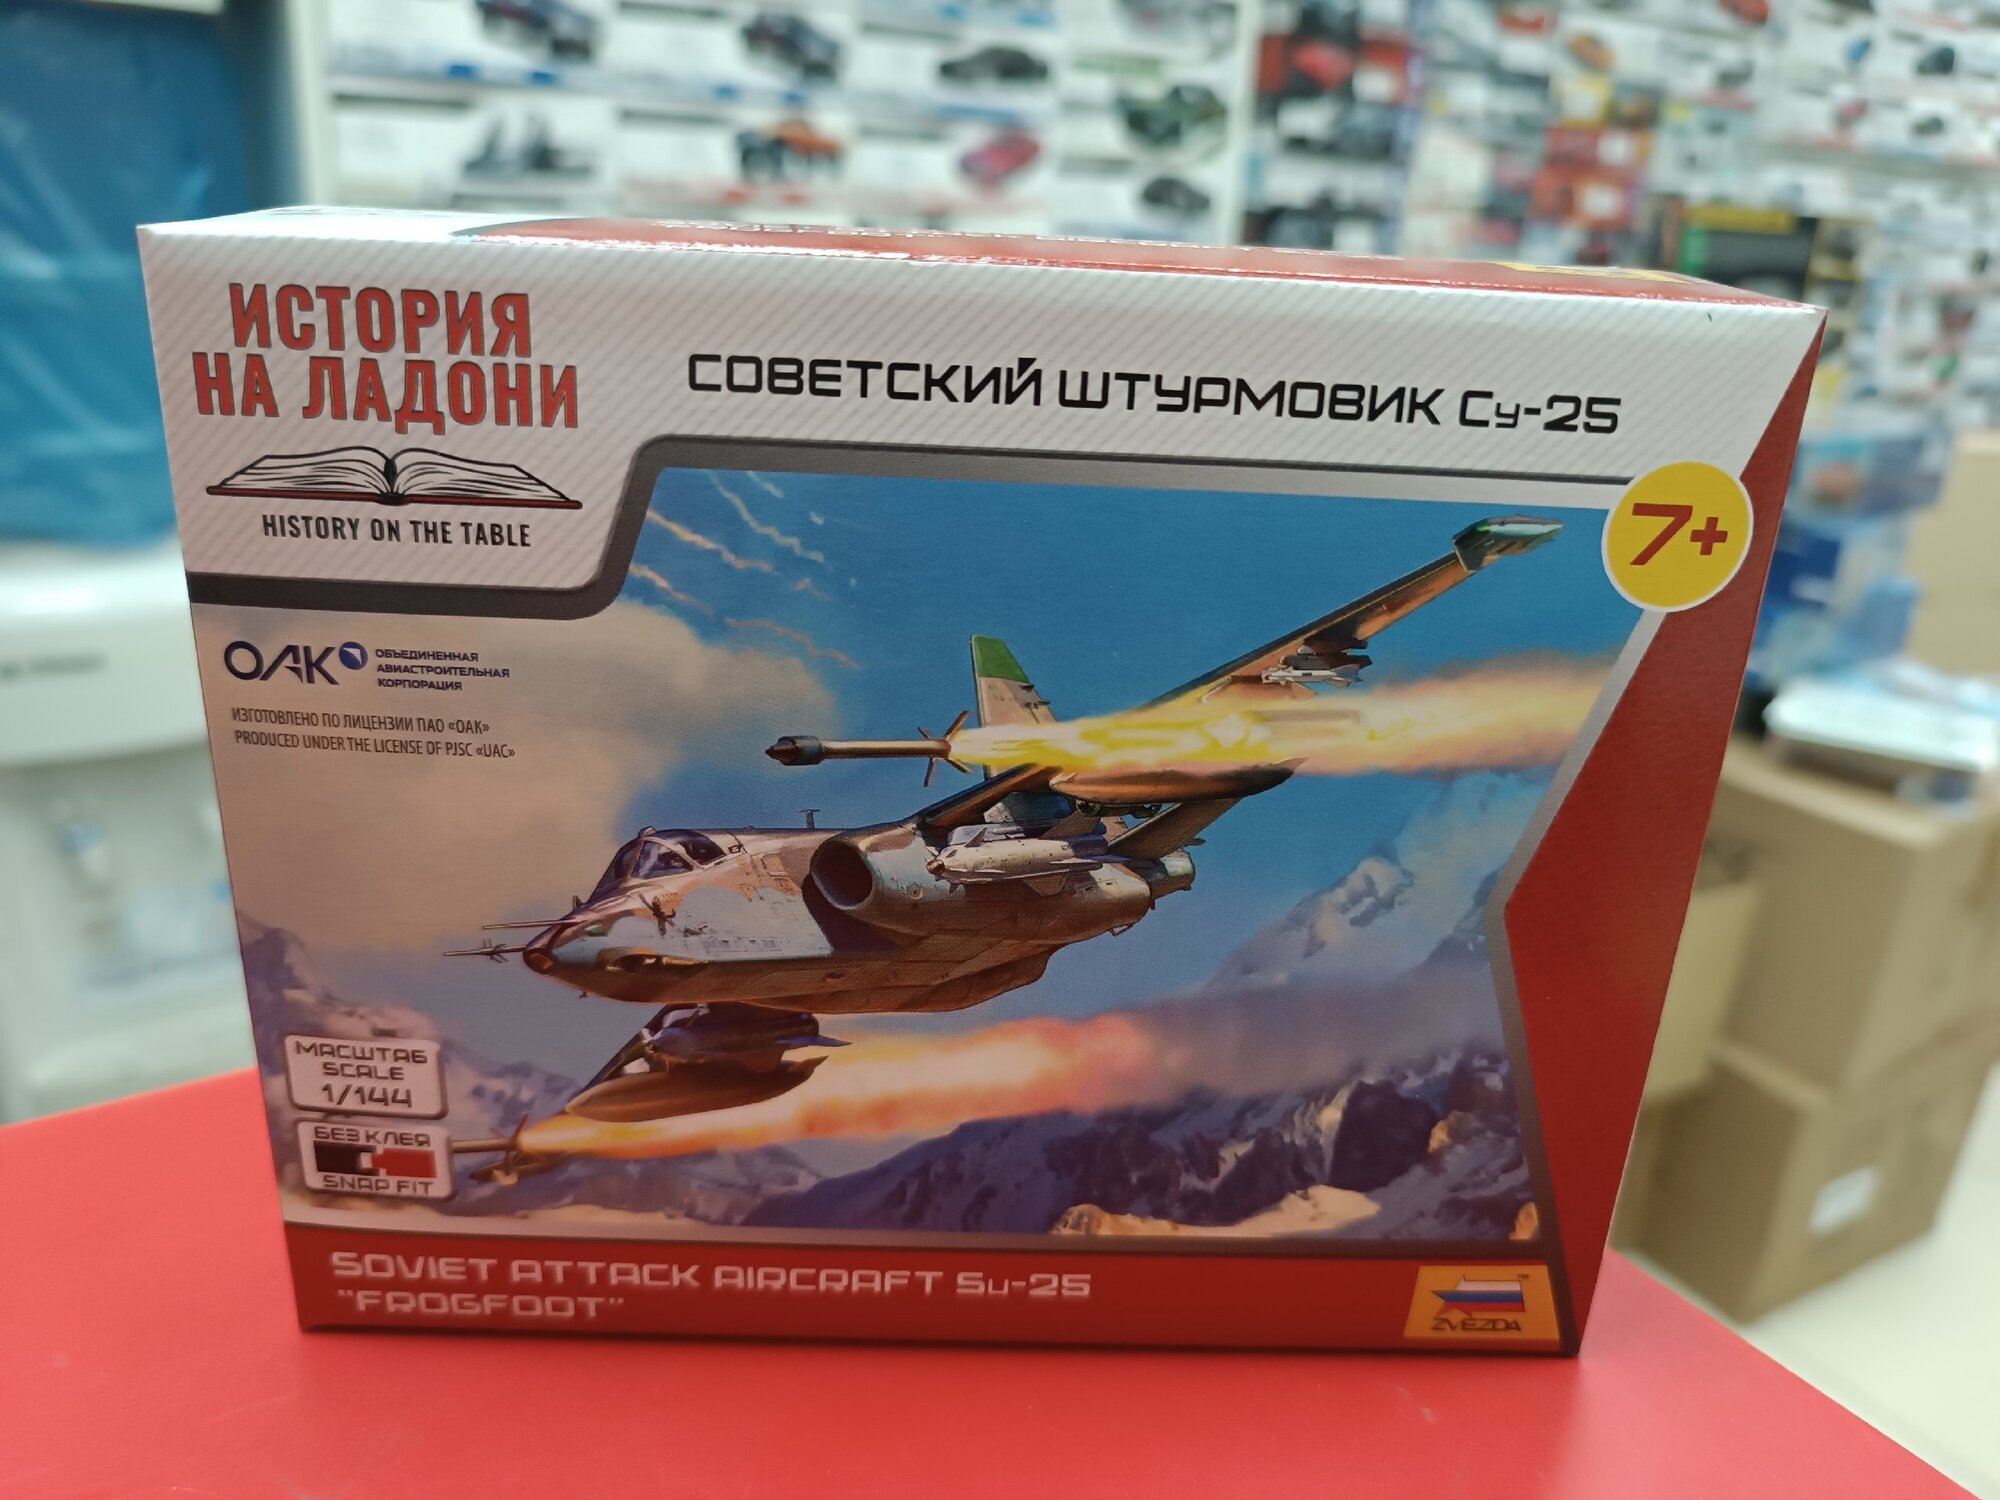 ИСТОРИЯ
НА ЛАДОНИ
HISTORY ON THE TABLE
СОВЕТСКИЙ ШТУРМОВИК Су-25
7+
ОАК
ОБЪЕДИНЕННАЯ
АВИАСТРОИТЕЛЬНАЯ
КОРПОРАЦИЯ
ИЗГОТОВЛЕНО ПО ЛИЦЕНЗИИ ПАО «ОАК»
PRODUCED UNDER THE LICENSE OF PJSC «UAC»
МАСШТАБ
SCALE
1/144
БЕЗ КЛЕЯ
SNAP FIT
SOVIET ATTACK AIRCRAFT Su-25
"FROGFOOT"
ZVEZDA